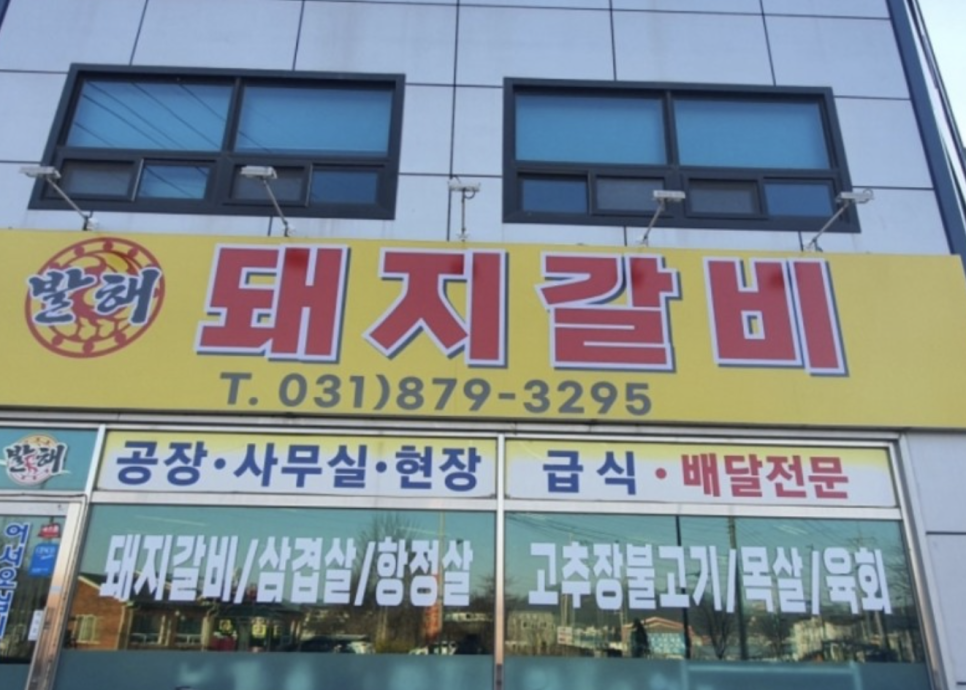 발해
돼지갈비
T. 031)879-3295
공장·사무실·현장
급식·배달전문
발해
돼지갈비/삼겹살/항정살
고추장불고기/목살/육회